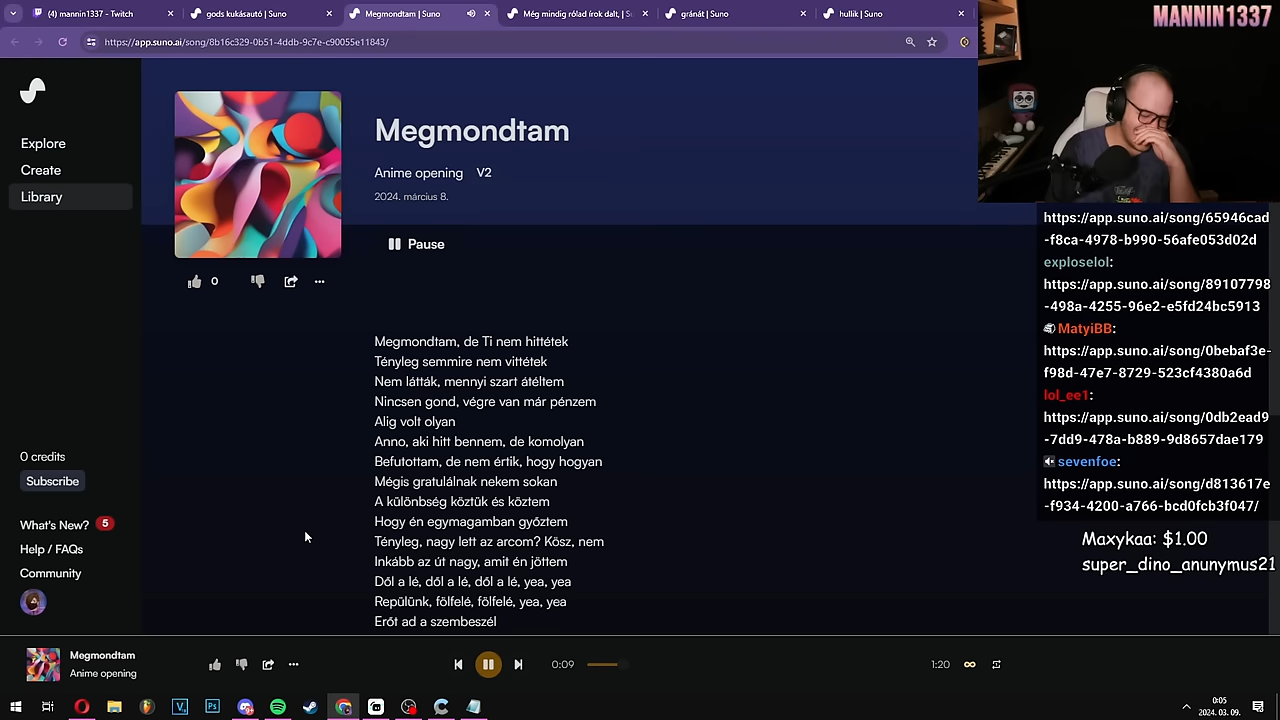 (4) mannin1337 - Twitch
gods kukásautó | Suno
Megmondtam | Suno
Még mindig rólad írok dalt, | S
gránát | Suno
hullik | Suno
https://app.suno.ai/song/8b16c329-0b51-4ddb-9c7e-c90055e11843/
MANNIN1337
Explore
Create
Library
Megmondtam
Anime opening V2
2024. március 8.
Pause
0
Megmondtam, de Ti nem hittétek
Tényleg semmire nem vittétek
Nem látták, mennyi szart átéltem
Nincsen gond, végre van már pénzem
Alig volt olyan
Anno, aki hitt bennem, de komolyan
Befutottam, de nem értik, hogy hogyan
Mégis gratulálnak nekem sokan
A különbség köztük és köztem
Hogy én egymagamban győztem
Tényleg, nagy lett az arcom? Kösz, nem
Inkább az út nagy, amit én jöttem
Dől a lé, dől a lé, dől a lé, yea, yea
Repülünk, fölfelé, fölfelé, yea, yea
Erőt ad a szembeszél
0 credits
Subscribe
What's New? 5
Help / FAQs
Community
https://app.suno.ai/song/65946cad
-f8ca-4978-b990-56afe053d02d
exploselol:
https://app.suno.ai/song/89107798
-498a-4255-96e2-e5fd24bc5913
MatyiBB:
https://app.suno.ai/song/0bebaf3e-
f98d-47e7-8729-523cf4380a6d
lol_ee1:
https://app.suno.ai/song/0db2ead9
-7dd9-478a-b889-9d8657dae179
sevenfoe:
https://app.suno.ai/song/d813617e
-f934-4200-a766-bcd0fcb3f047/
Maxykaa: $1.00
super_dino_anunymus21
Megmondtam
Anime opening
0:09
1:20
0:05
2024. 03. 09.